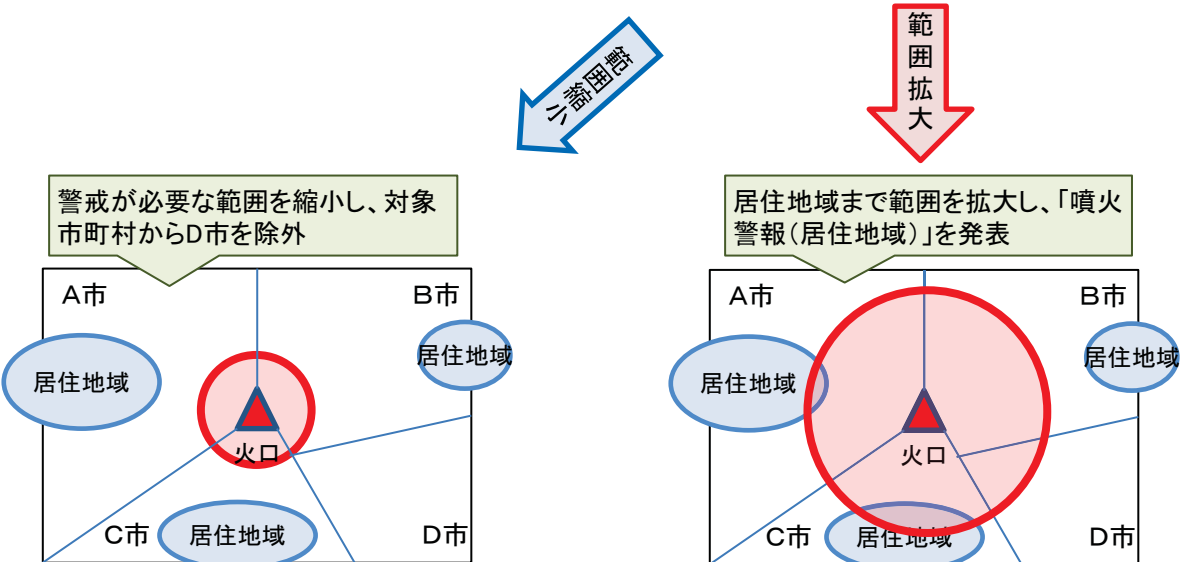 範囲縮小
範囲拡大
警戒が必要な範囲を縮小し、対象
市町村からD市を除外
A市
B市
居住地域
居住地域
火口
C市
居住地域
D市
居住地域まで範囲を拡大し、「噴火
警報(居住地域)」を発表
A市
B市
居住地域
居住地域
火口
C市
居住地域
D市